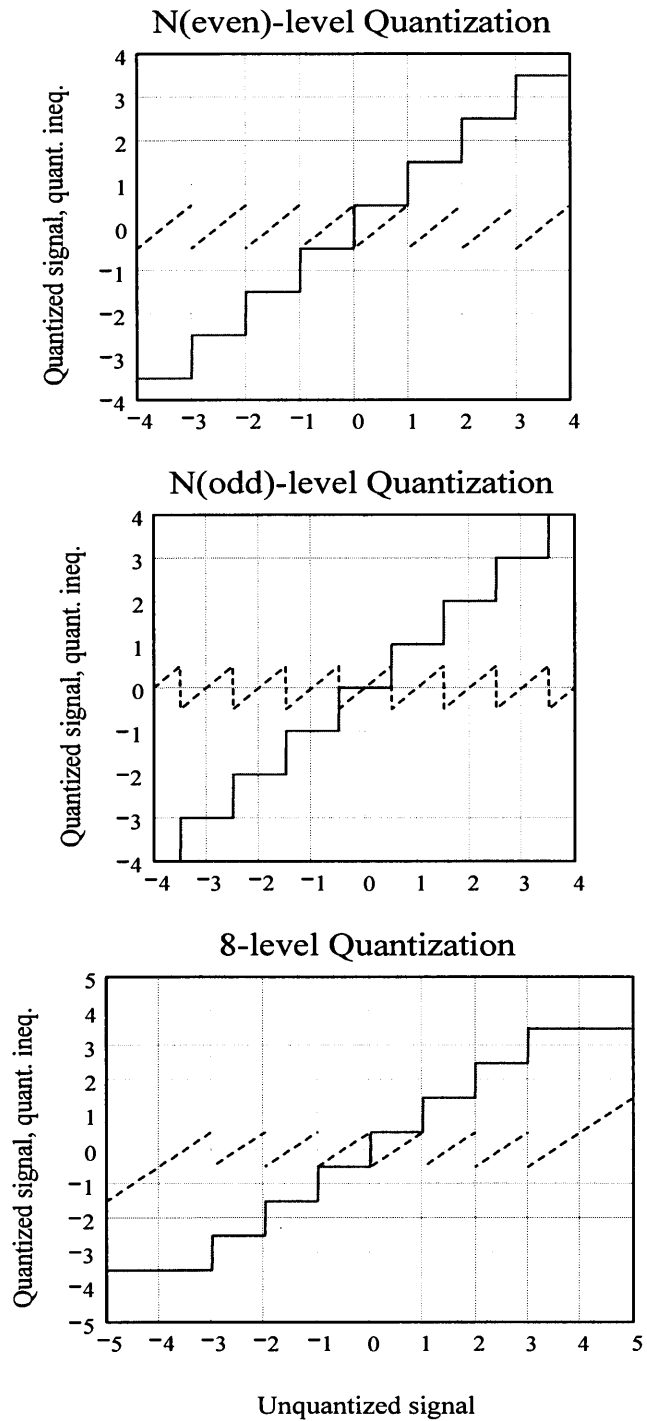 N(even)-level Quantization
Quantized signal, quant. ineq.
4
3
2
1
0
−1
−2
−3
−4
−4 −3 −2 −1 0 1 2 3 4
N(odd)-level Quantization
Quantized signal, quant. ineq.
4
3
2
1
0
−1
−2
−3
−4
−4 −3 −2 −1 0 1 2 3 4
8-level Quantization
Quantized signal, quant. ineq.
5
4
3
2
1
0
−1
−2
−3
−4
−5
−5 −4 −3 −2 −1 0 1 2 3 4 5
Unquantized signal